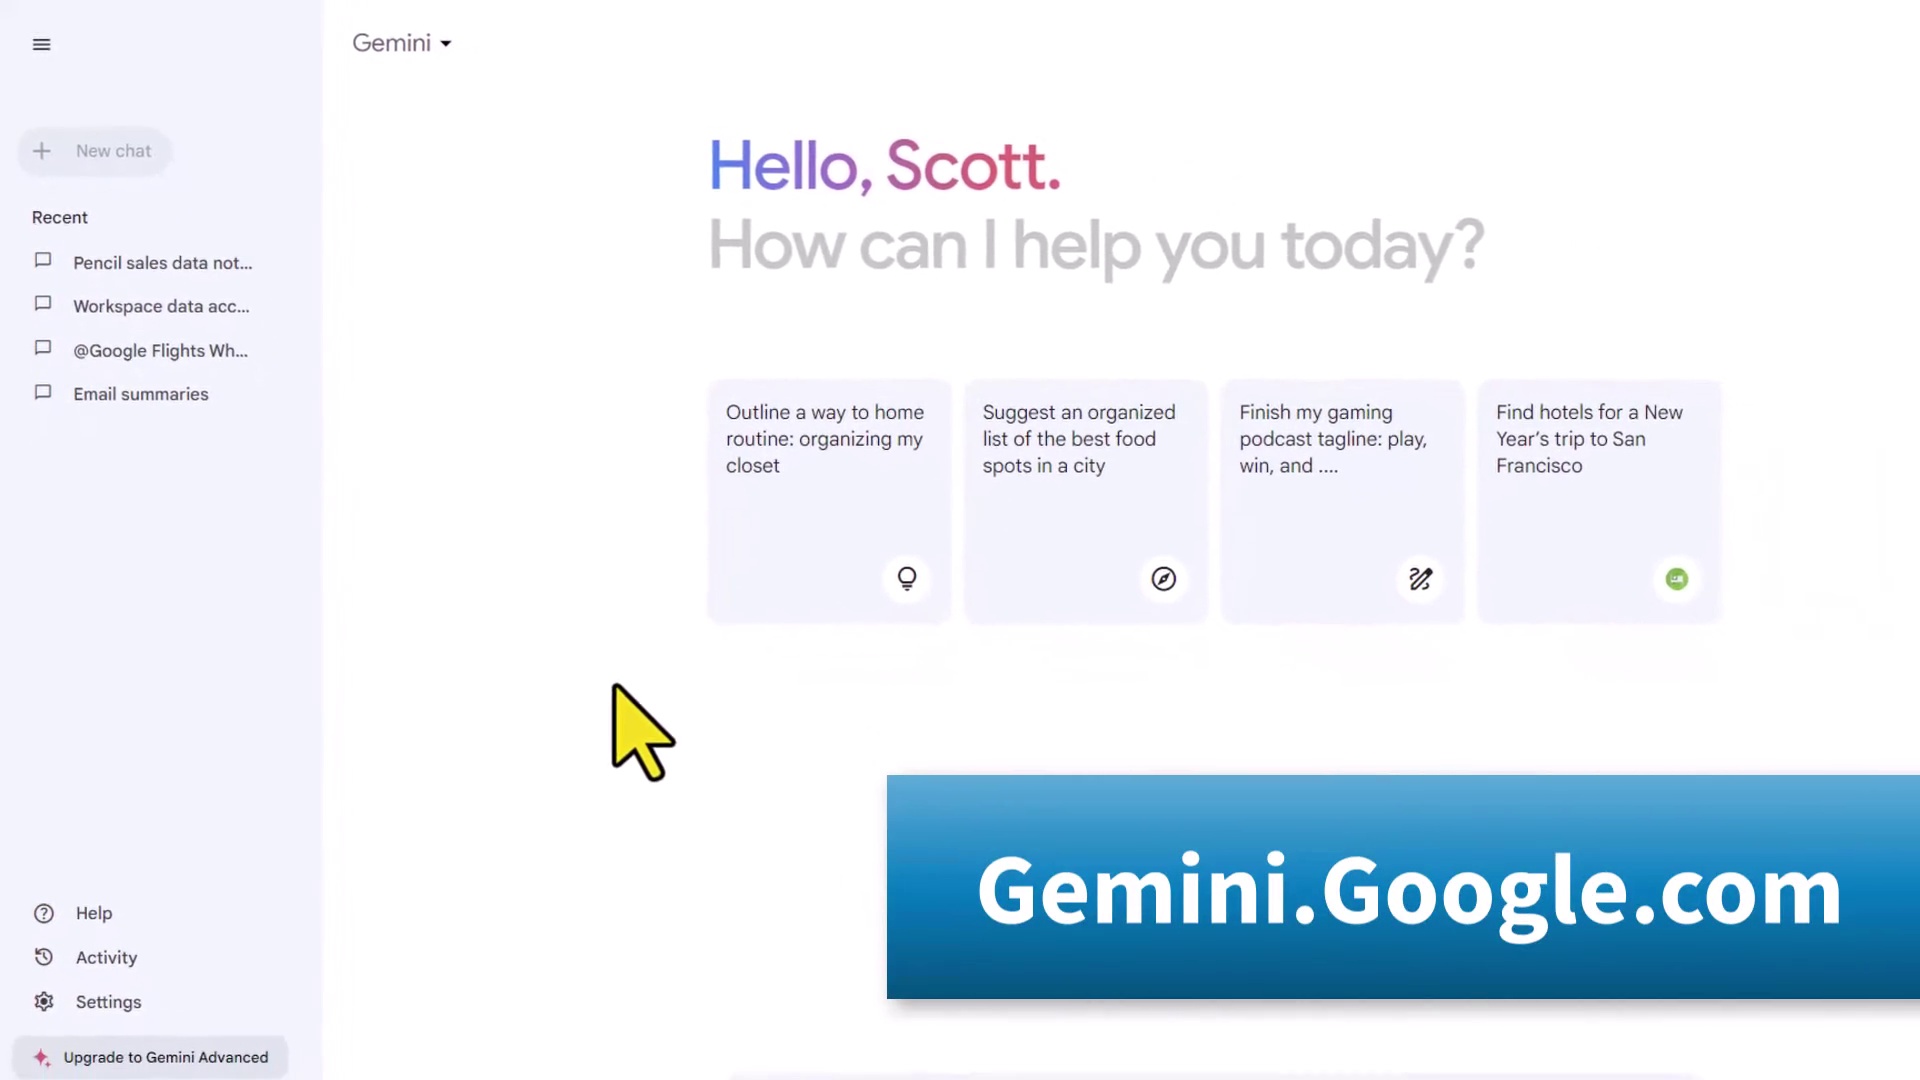 Gemini
New chat
Recent
Pencil sales data not...
Workspace data acc...
@Google Flights Wh...
Email summaries
Help
Activity
Settings
Upgrade to Gemini Advanced
Hello, Scott.
How can I help you today?
Outline a way to home
routine: organizing my
closet
Suggest an organized
list of the best food
spots in a city
Finish my gaming
podcast tagline: play,
win, and ....
Find hotels for a New
Year’s trip to San
Francisco
Gemini.Google.com